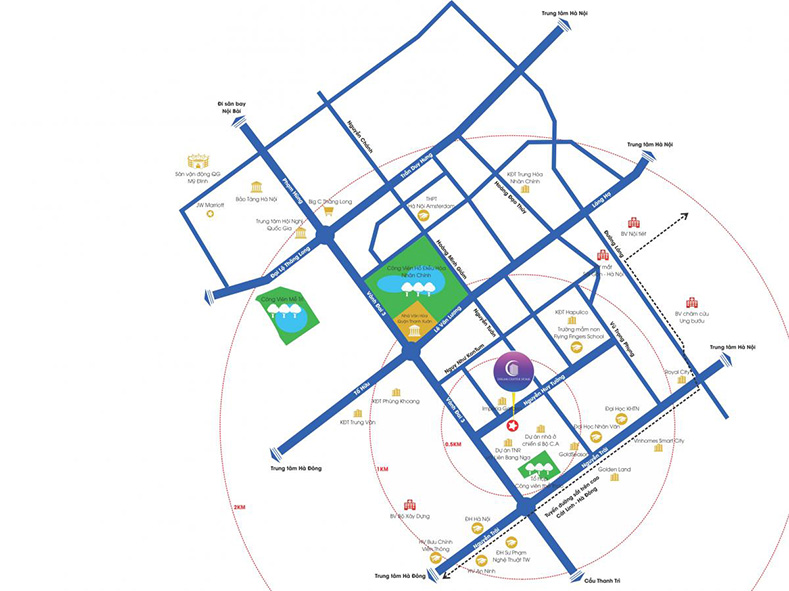 Trung tâm Hà Nội
Đi sân bay
Nội Bài
Nguyễn Chánh
Trần Duy Hưng
Trung tâm Hà Nội
Sân vận động QG
Mỹ Đình
Phạm Hùng
Bảo Tàng Hà Nội
JW Marriott
Big C Thăng Long
THPT
Hà Nội Amsterdam
KĐT Trung Hòa
Nhân Chính
Hoàng Đạo Thúy
Láng Hạ
Trung tâm Hội Nghị
Quốc Gia
Đại Lộ Thăng Long
Hoàng Minh Giám
Đường Láng
BV Nội tiết
Công Viên Hồ Điều Hòa
Nhân Chính
mắt
- Hà Nội
Công Viên Mễ Trì
Vành Đai 3
Nhà Văn Hóa
Quận Thanh Xuân
Lê Văn Lương
Nguyễn Tuân
KĐT Hapulico
Trường mầm non
Flying Fingers School
Vũ Trọng Phụng
BV châm cứu
Ung bướu
Trung tâm Hà Nội
Ngụy Như KonTum
Royal City
Tố Hữu
KĐT Phùng Khoang
KĐT Trung Văn
Vành Đai 3
Nguyễn Huy Tưởng
Đại Học KHTN
Đại Học Nhân Văn
Dự án nhà ở
chiến sĩ Bộ C.A
Dự án TNR
Liên Bang Nga
GoldSeason
Vinhomes Smart City
0.5KM
1KM
2KM
Trung tâm Hà Đông
Nguyễn Trãi
Golden Land
Công viên
Tuyến đường sắt trên cao
Cát Linh - Hà Đông
BV Bộ Xây Dựng
ĐH Hà Nội
Nguyễn Trãi
HV Bưu Chính
Viễn Thông
ĐH Sư Phạm
Nghệ Thuật TW
HV An Ninh
Trung tâm Hà Đông
Cầu Thanh Trì